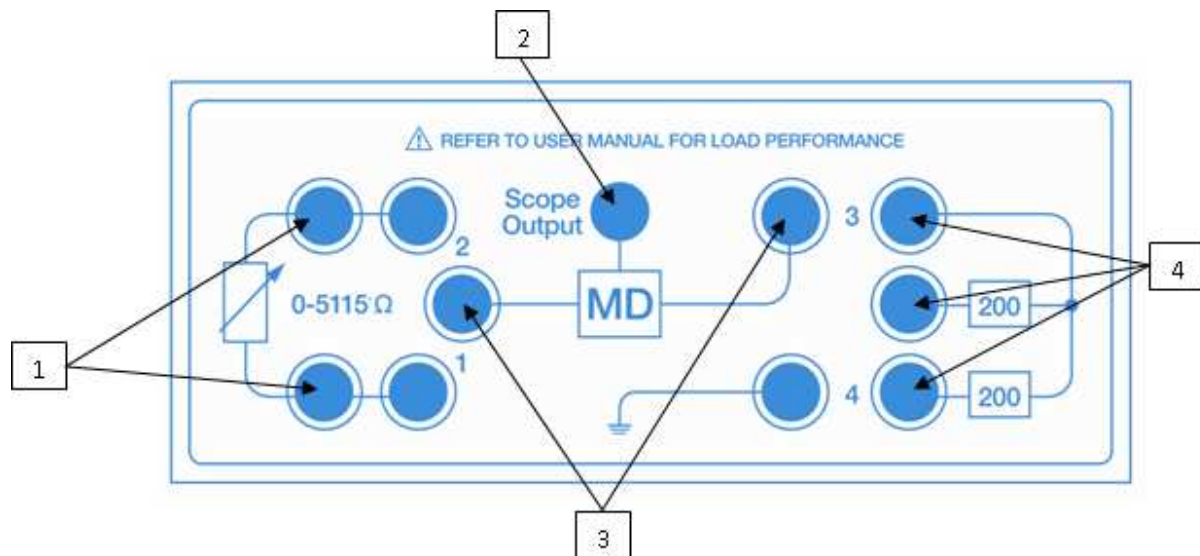 2
⚠ REFER TO USER MANUAL FOR LOAD PERFORMANCE
Scope
Output
3
2
0-5115 Ω
MD
200
4
1
1
4
200
3